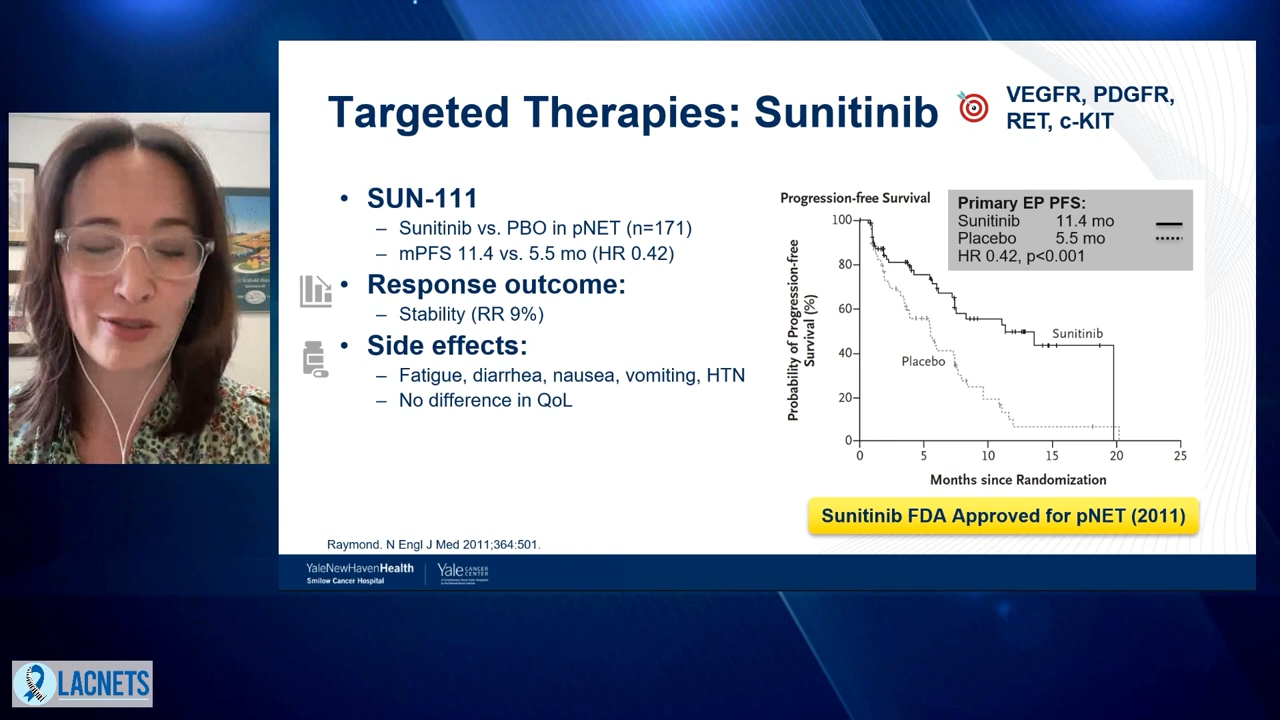 Targeted Therapies: Sunitinib
VEGFR, PDGFR,
RET, c-KIT
• SUN-111
– Sunitinib vs. PBO in pNET (n=171)
– mPFS 11.4 vs. 5.5 mo (HR 0.42)
• Response outcome:
– Stability (RR 9%)
• Side effects:
– Fatigue, diarrhea, nausea, vomiting, HTN
– No difference in QoL
Progression-free Survival
Primary EP PFS:
Sunitinib 11.4 mo
Placebo 5.5 mo
HR 0.42, p<0.001
Probability of Progression-free
Survival (%)
100
80
60
40
20
0
Sunitinib
Placebo
0 5 10 15 20 25
Months since Randomization
Sunitinib FDA Approved for pNET (2011)
Raymond. N Engl J Med 2011;364:501.
YaleNewHavenHealth
Smilow Cancer Hospital
Yale CANCER
CENTER
LACNETS